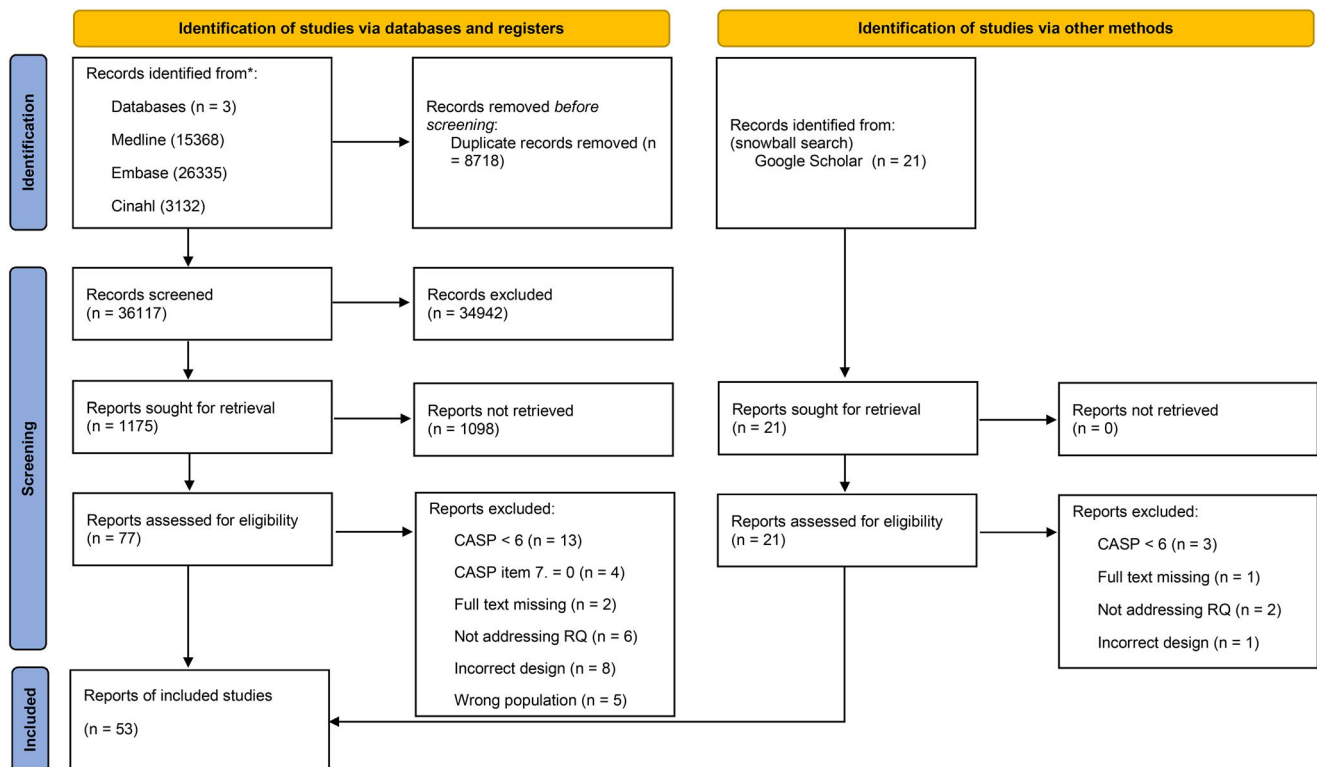 Identification of studies via databases and registers
Identification of studies via other methods
Identification
Records identified from*:
Databases (n = 3)
Medline (15368)
Embase (26335)
Cinahl (3132)
Records removed before
screening:
Duplicate records removed (n
= 8718)
Records identified from:
(snowball search)
Google Scholar (n = 21)
Screening
Records screened
(n = 36117)
Records excluded
(n = 34942)
Reports sought for retrieval
(n = 1175)
Reports not retrieved
(n = 1098)
Reports sought for retrieval
(n = 21)
Reports not retrieved
(n = 0)
Reports assessed for eligibility
(n = 77)
Reports excluded:
CASP < 6 (n = 13)
CASP item 7. = 0 (n = 4)
Full text missing (n = 2)
Not addressing RQ (n = 6)
Incorrect design (n = 8)
Wrong population (n = 5)
Reports assessed for eligibility
(n = 21)
Reports excluded:
CASP < 6 (n = 3)
Full text missing (n = 1)
Not addressing RQ (n = 2)
Incorrect design (n = 1)
Included
Reports of included studies
(n = 53)